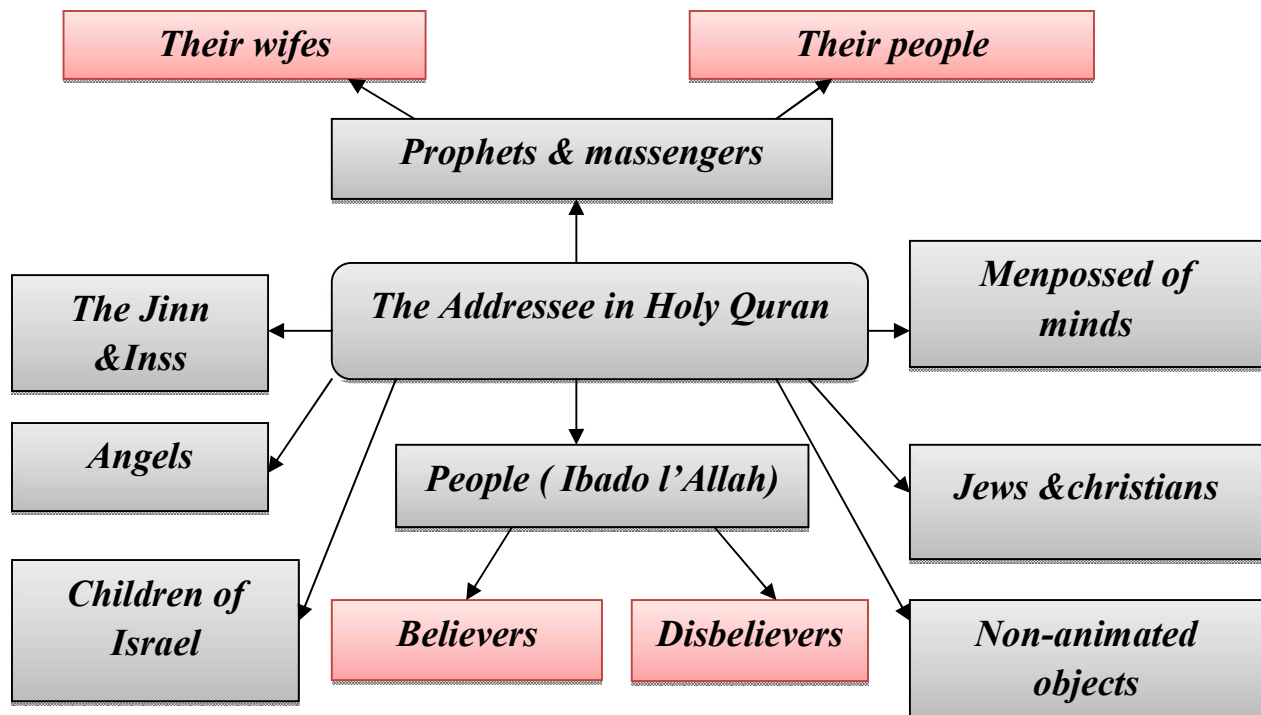 Their wifes
Their people
Prophets & massengers
The Jinn
&Inss
The Addressee in Holy Quran
Menpossed of
minds
Angels
People ( Ibado l’Allah)
Jews &christians
Children of
Israel
Believers
Disbelievers
Non-animated
objects